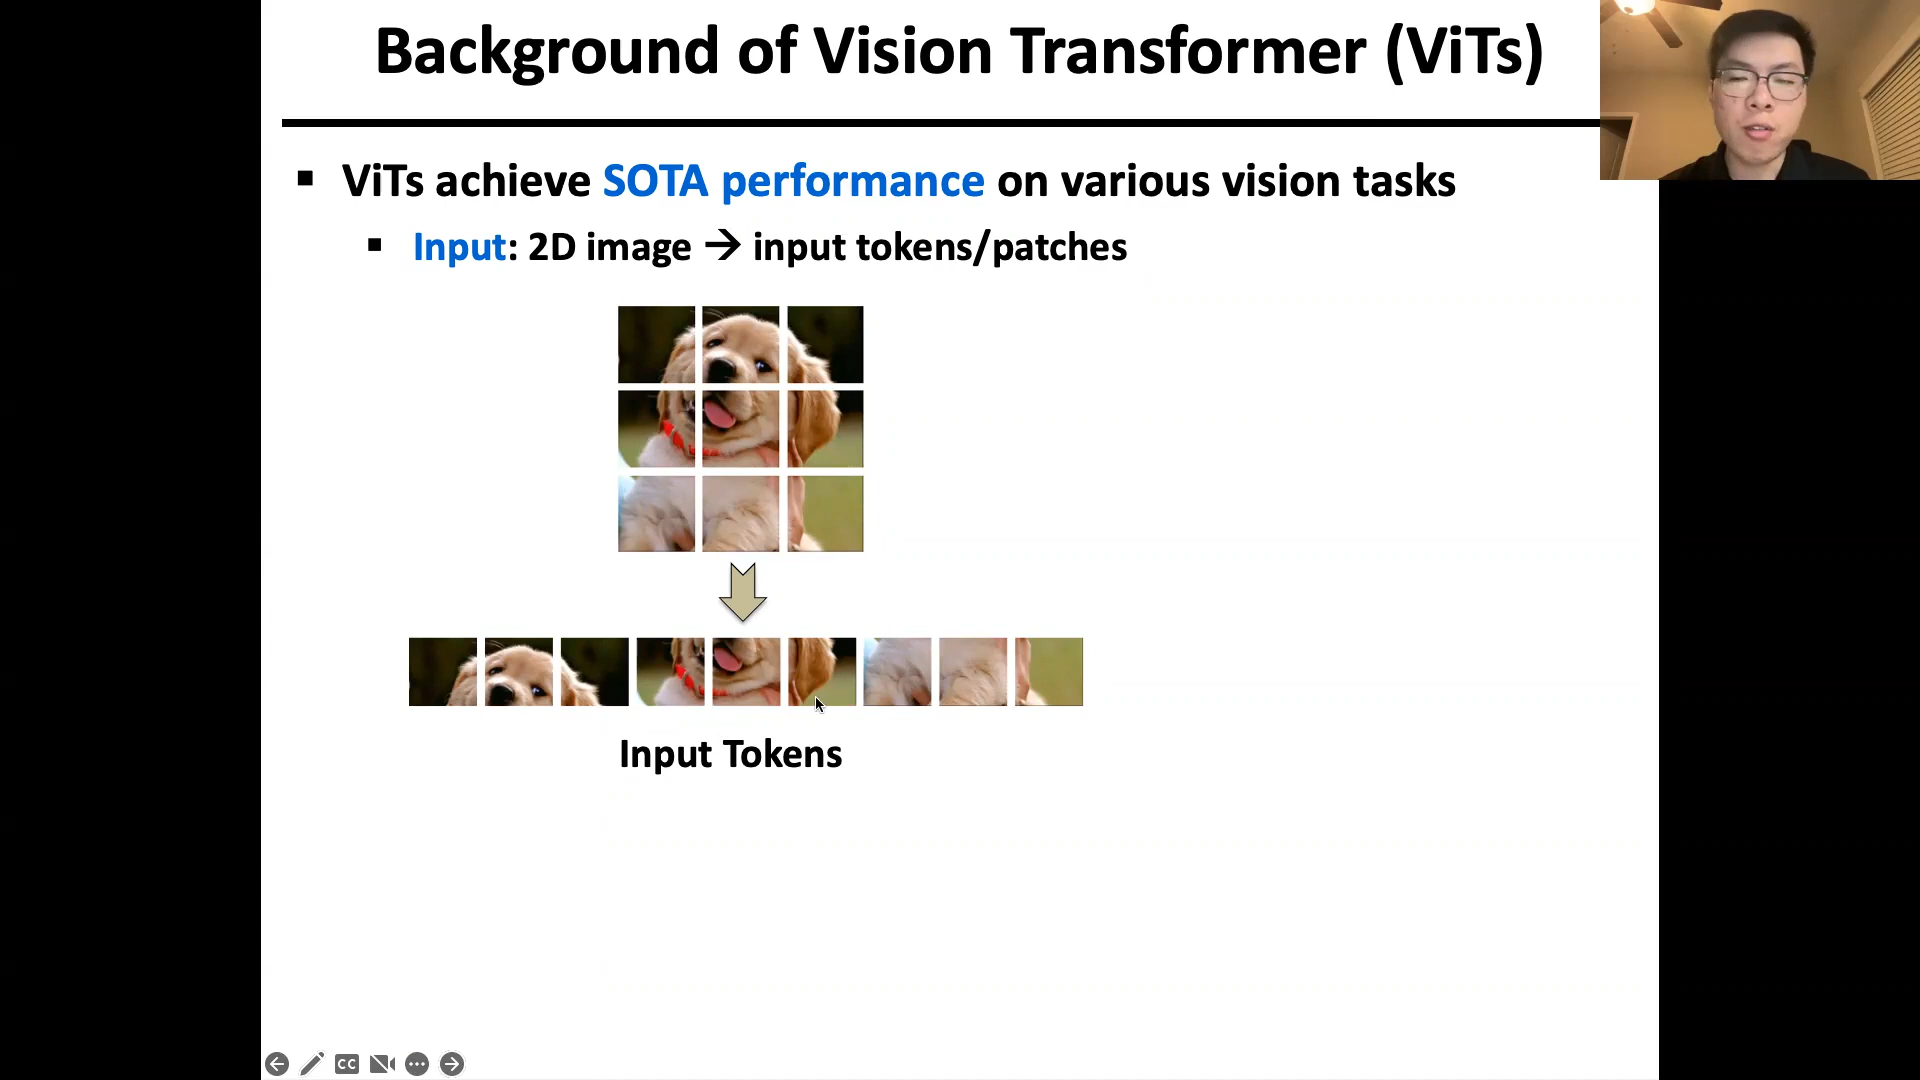 Background of Vision Transformer (ViTs)
▪ ViTs achieve SOTA performance on various vision tasks
▪ Input: 2D image → input tokens/patches
Input Tokens
CC